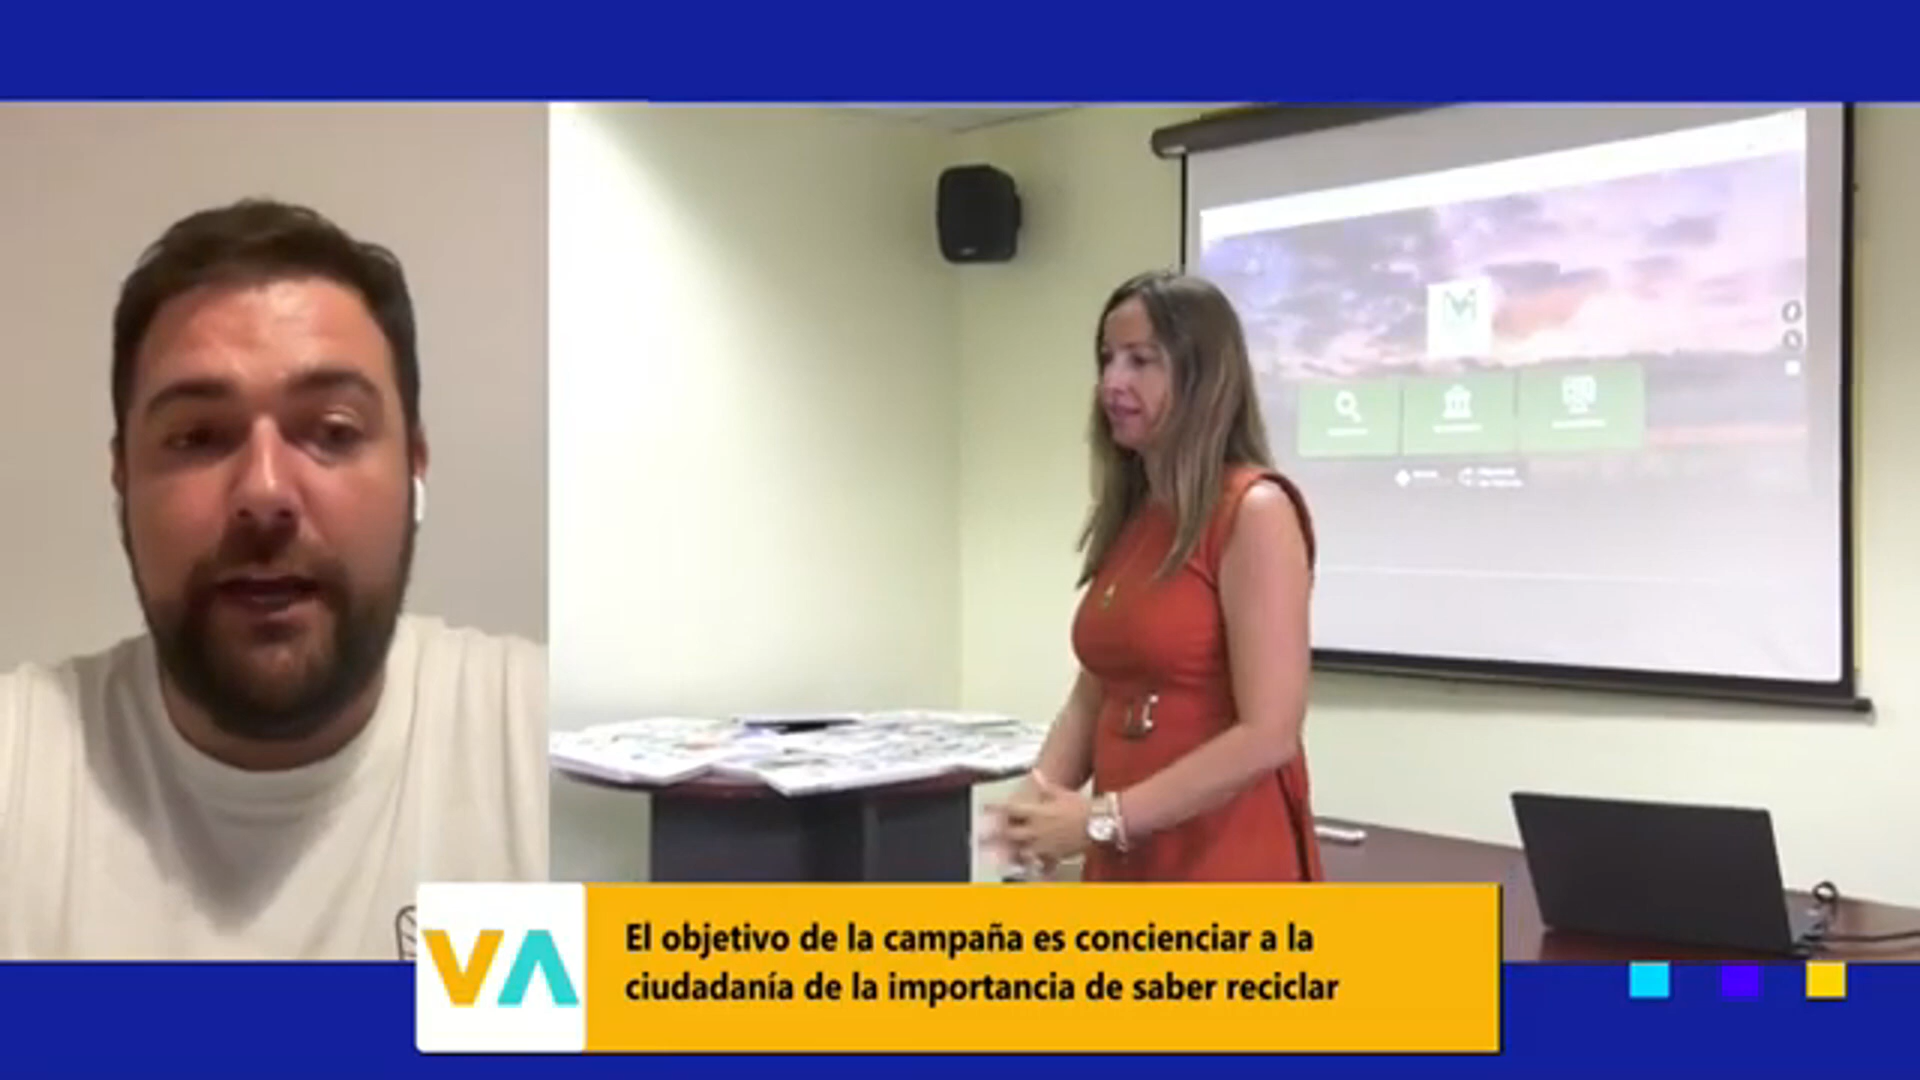 VA
El objetivo de la campaña es concienciar a la
ciudadanía de la importancia de saber reciclar